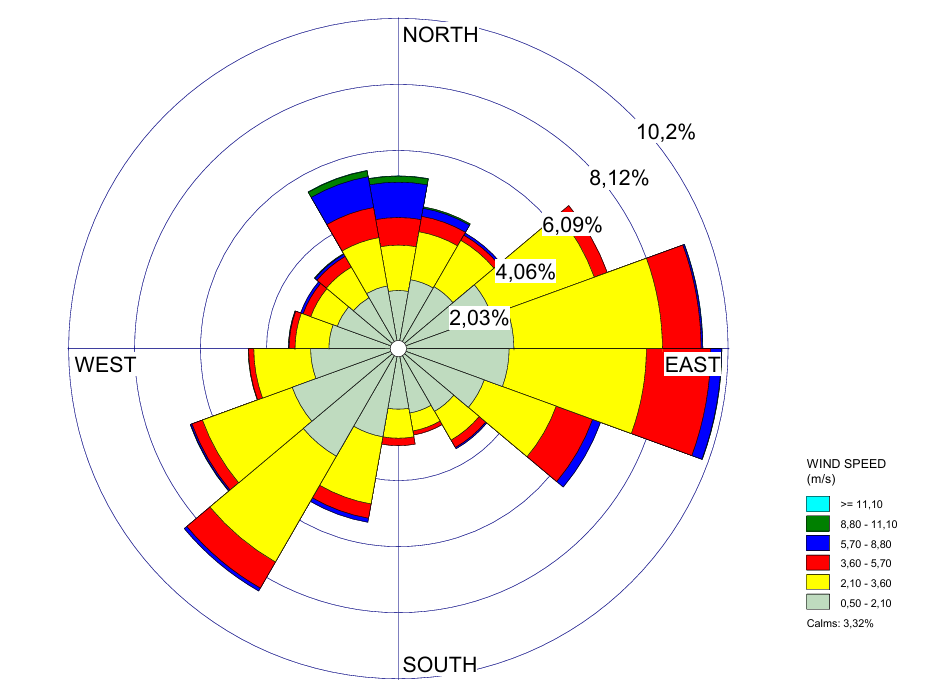 NORTH
10,2%
8,12%
6,09%
4,06%
2,03%
WEST
EAST
SOUTH
WIND SPEED
(m/s)
>= 11,10
8,80 - 11,10
5,70 - 8,80
3,60 - 5,70
2,10 - 3,60
0,50 - 2,10
Calms: 3,32%